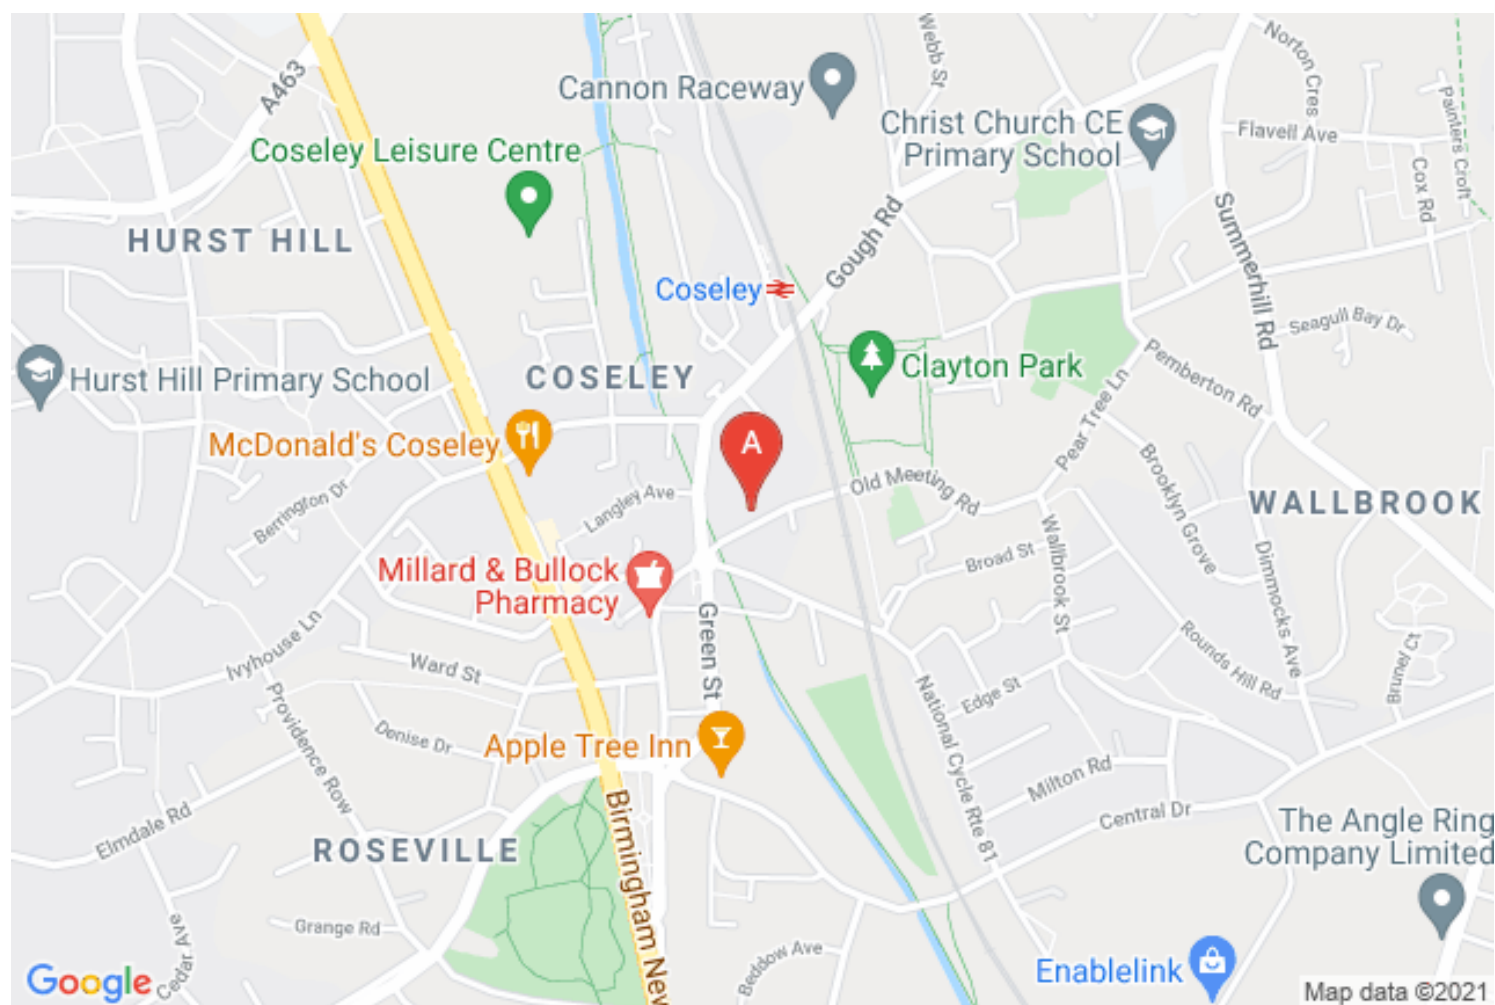 A463
Webb St
Norton Cres
Cannon Raceway
Painters Croft
Christ Church CE
Primary School
Flavell Ave
Coseley Leisure Centre
Cox Rd
HURST HILL
Gough Rd
Summerhill Rd
Coseley
Seagull Bay Dr
Clayton Park
Pemberton Rd
Hurst Hill Primary School
COSELEY
Pear Tree Ln
McDonald's Coseley
A
Old Meeting Rd
Brooklyn Grove
WALLBROOK
Berrington Dr
Langley Ave
Wallbrook St
Broad St
Dimmocks Ave
Millard & Bullock
Pharmacy
Ivyhouse Ln
Green St
Rounds Hill Rd
Brunel Ct
Ward St
National Cycle Rte 81
Edge St
Providence Row
Denise Dr
Apple Tree Inn
Milton Rd
Central Dr
Elmdale Rd
Birmingham New
The Angle Ring
Company Limited
ROSEVILLE
Grange Rd
Cedar Ave
Beddow Ave
Enablelink
Google
Map data ©2021